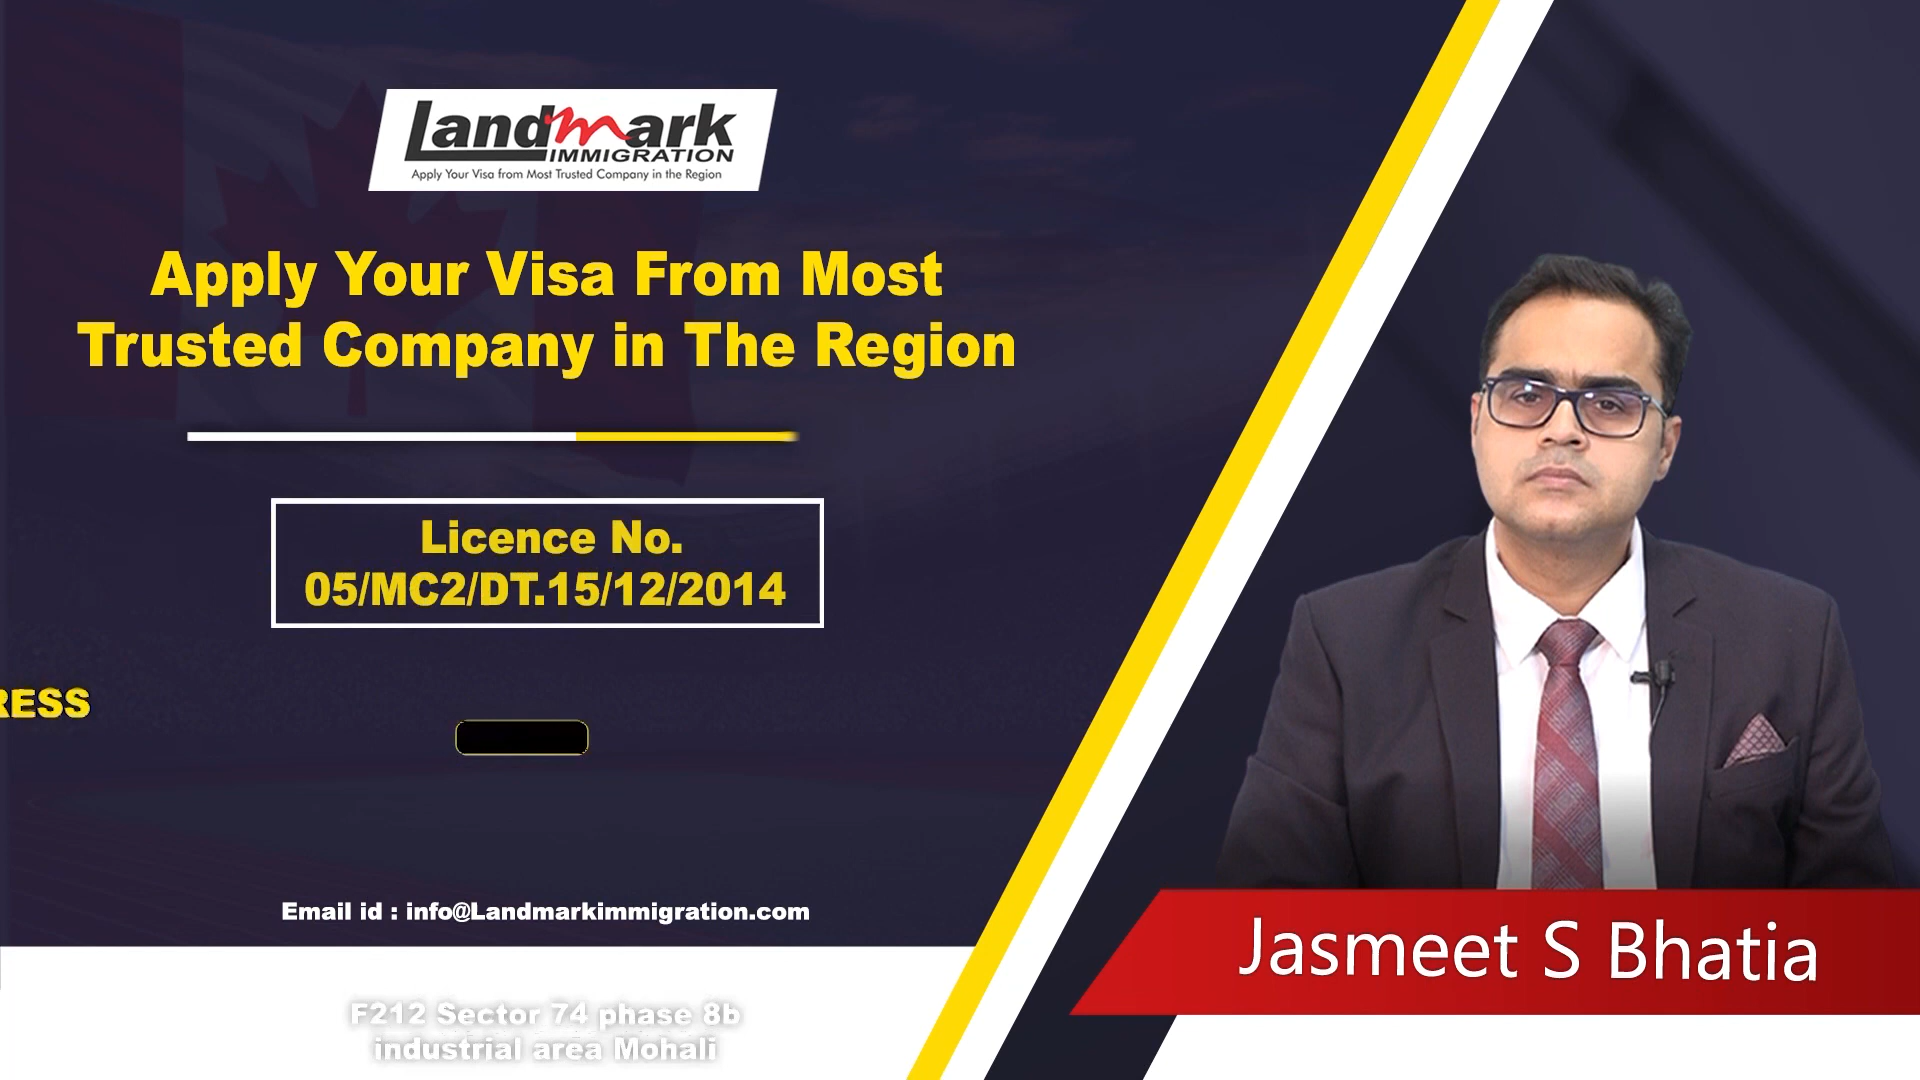 Landmark
IMMIGRATION
Apply Your Visa from Most Trusted Company in the Region
Apply Your Visa From Most
Trusted Company in The Region
Licence No.
05/MC2/DT.15/12/2014
RESS
Email id : info@Landmarkimmigration.com
F212 Sector 74 phase 8b
industrial area Mohali
Jasmeet S Bhatia